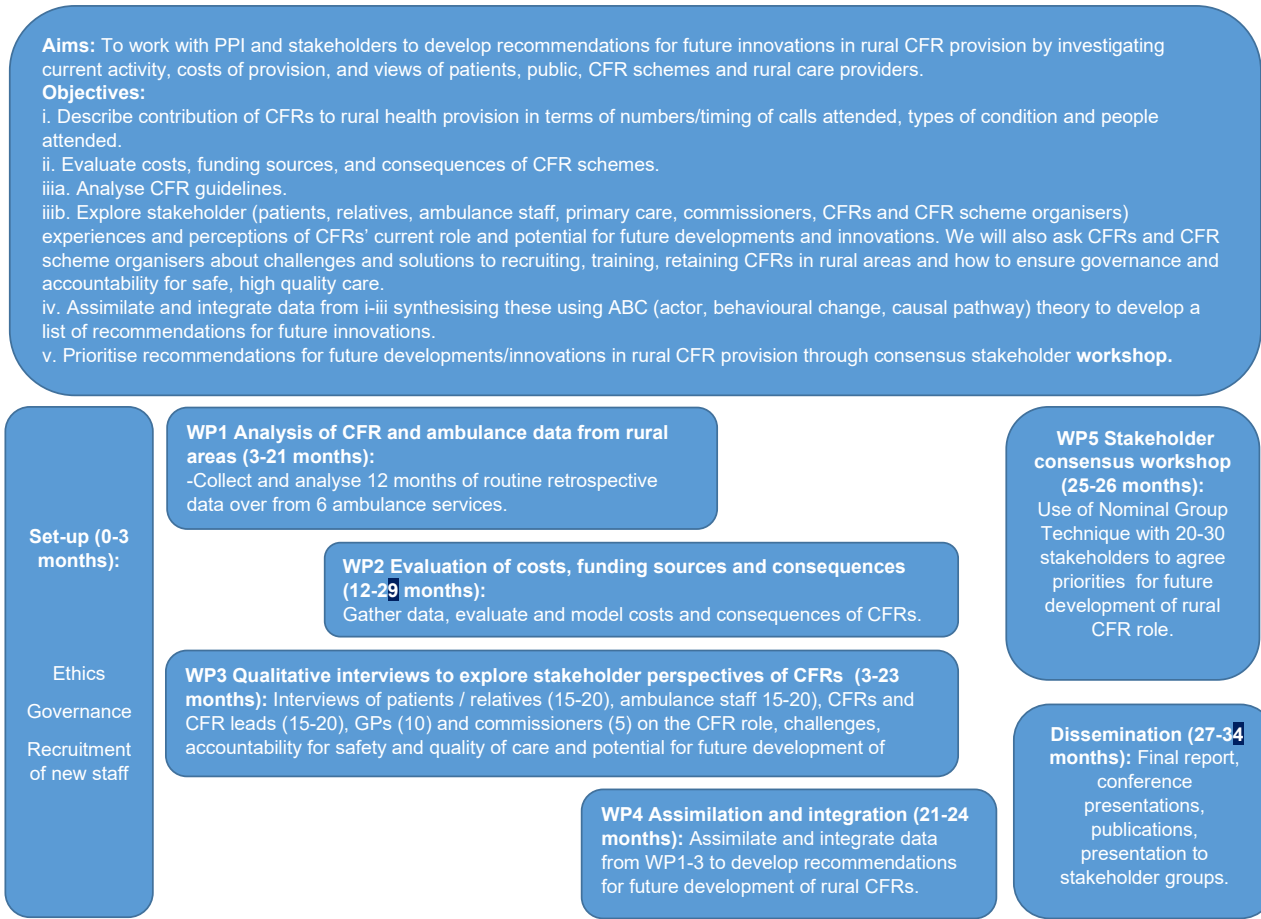 Aims: To work with PPI and stakeholders to develop recommendations for future innovations in rural CFR provision by investigating
current activity, costs of provision, and views of patients, public, CFR schemes and rural care providers.
Objectives:
i. Describe contribution of CFRs to rural health provision in terms of numbers/timing of calls attended, types of condition and people
attended.
ii. Evaluate costs, funding sources, and consequences of CFR schemes.
iiia. Analyse CFR guidelines.
iiib. Explore stakeholder (patients, relatives, ambulance staff, primary care, commissioners, CFRs and CFR scheme organisers)
experiences and perceptions of CFRs' current role and potential for future developments and innovations. We will also ask CFRs and CFR
scheme organisers about challenges and solutions to recruiting, training, retaining CFRs in rural areas and how to ensure governance and
accountability for safe, high quality care.
iv. Assimilate and integrate data from i-iii synthesising these using ABC (actor, behavioural change, causal pathway) theory to develop a
list of recommendations for future innovations.
v. Prioritise recommendations for future developments/innovations in rural CFR provision through consensus stakeholder workshop.
Set-up (0-3
months):
Ethics
Governance
Recruitment
of new staff
WP1 Analysis of CFR and ambulance data from rural
areas (3-21 months):
-Collect and analyse 12 months of routine retrospective
data over from 6 ambulance services.
WP2 Evaluation of costs, funding sources and consequences
(12-29 months):
Gather data, evaluate and model costs and consequences of CFRs.
WP3 Qualitative interviews to explore stakeholder perspectives of CFRs (3-23
months): Interviews of patients / relatives (15-20), ambulance staff 15-20), CFRs and
CFR leads (15-20), GPs (10) and commissioners (5) on the CFR role, challenges,
accountability for safety and quality of care and potential for future development of
WP4 Assimilation and integration (21-24
months): Assimilate and integrate data
from WP1-3 to develop recommendations
for future development of rural CFRs.
WP5 Stakeholder
consensus workshop
(25-26 months):
Use of Nominal Group
Technique with 20-30
stakeholders to agree
priorities for future
development of rural
CFR role.
Dissemination (27-34
months): Final report,
conference
presentations,
publications,
presentation to
stakeholder groups.